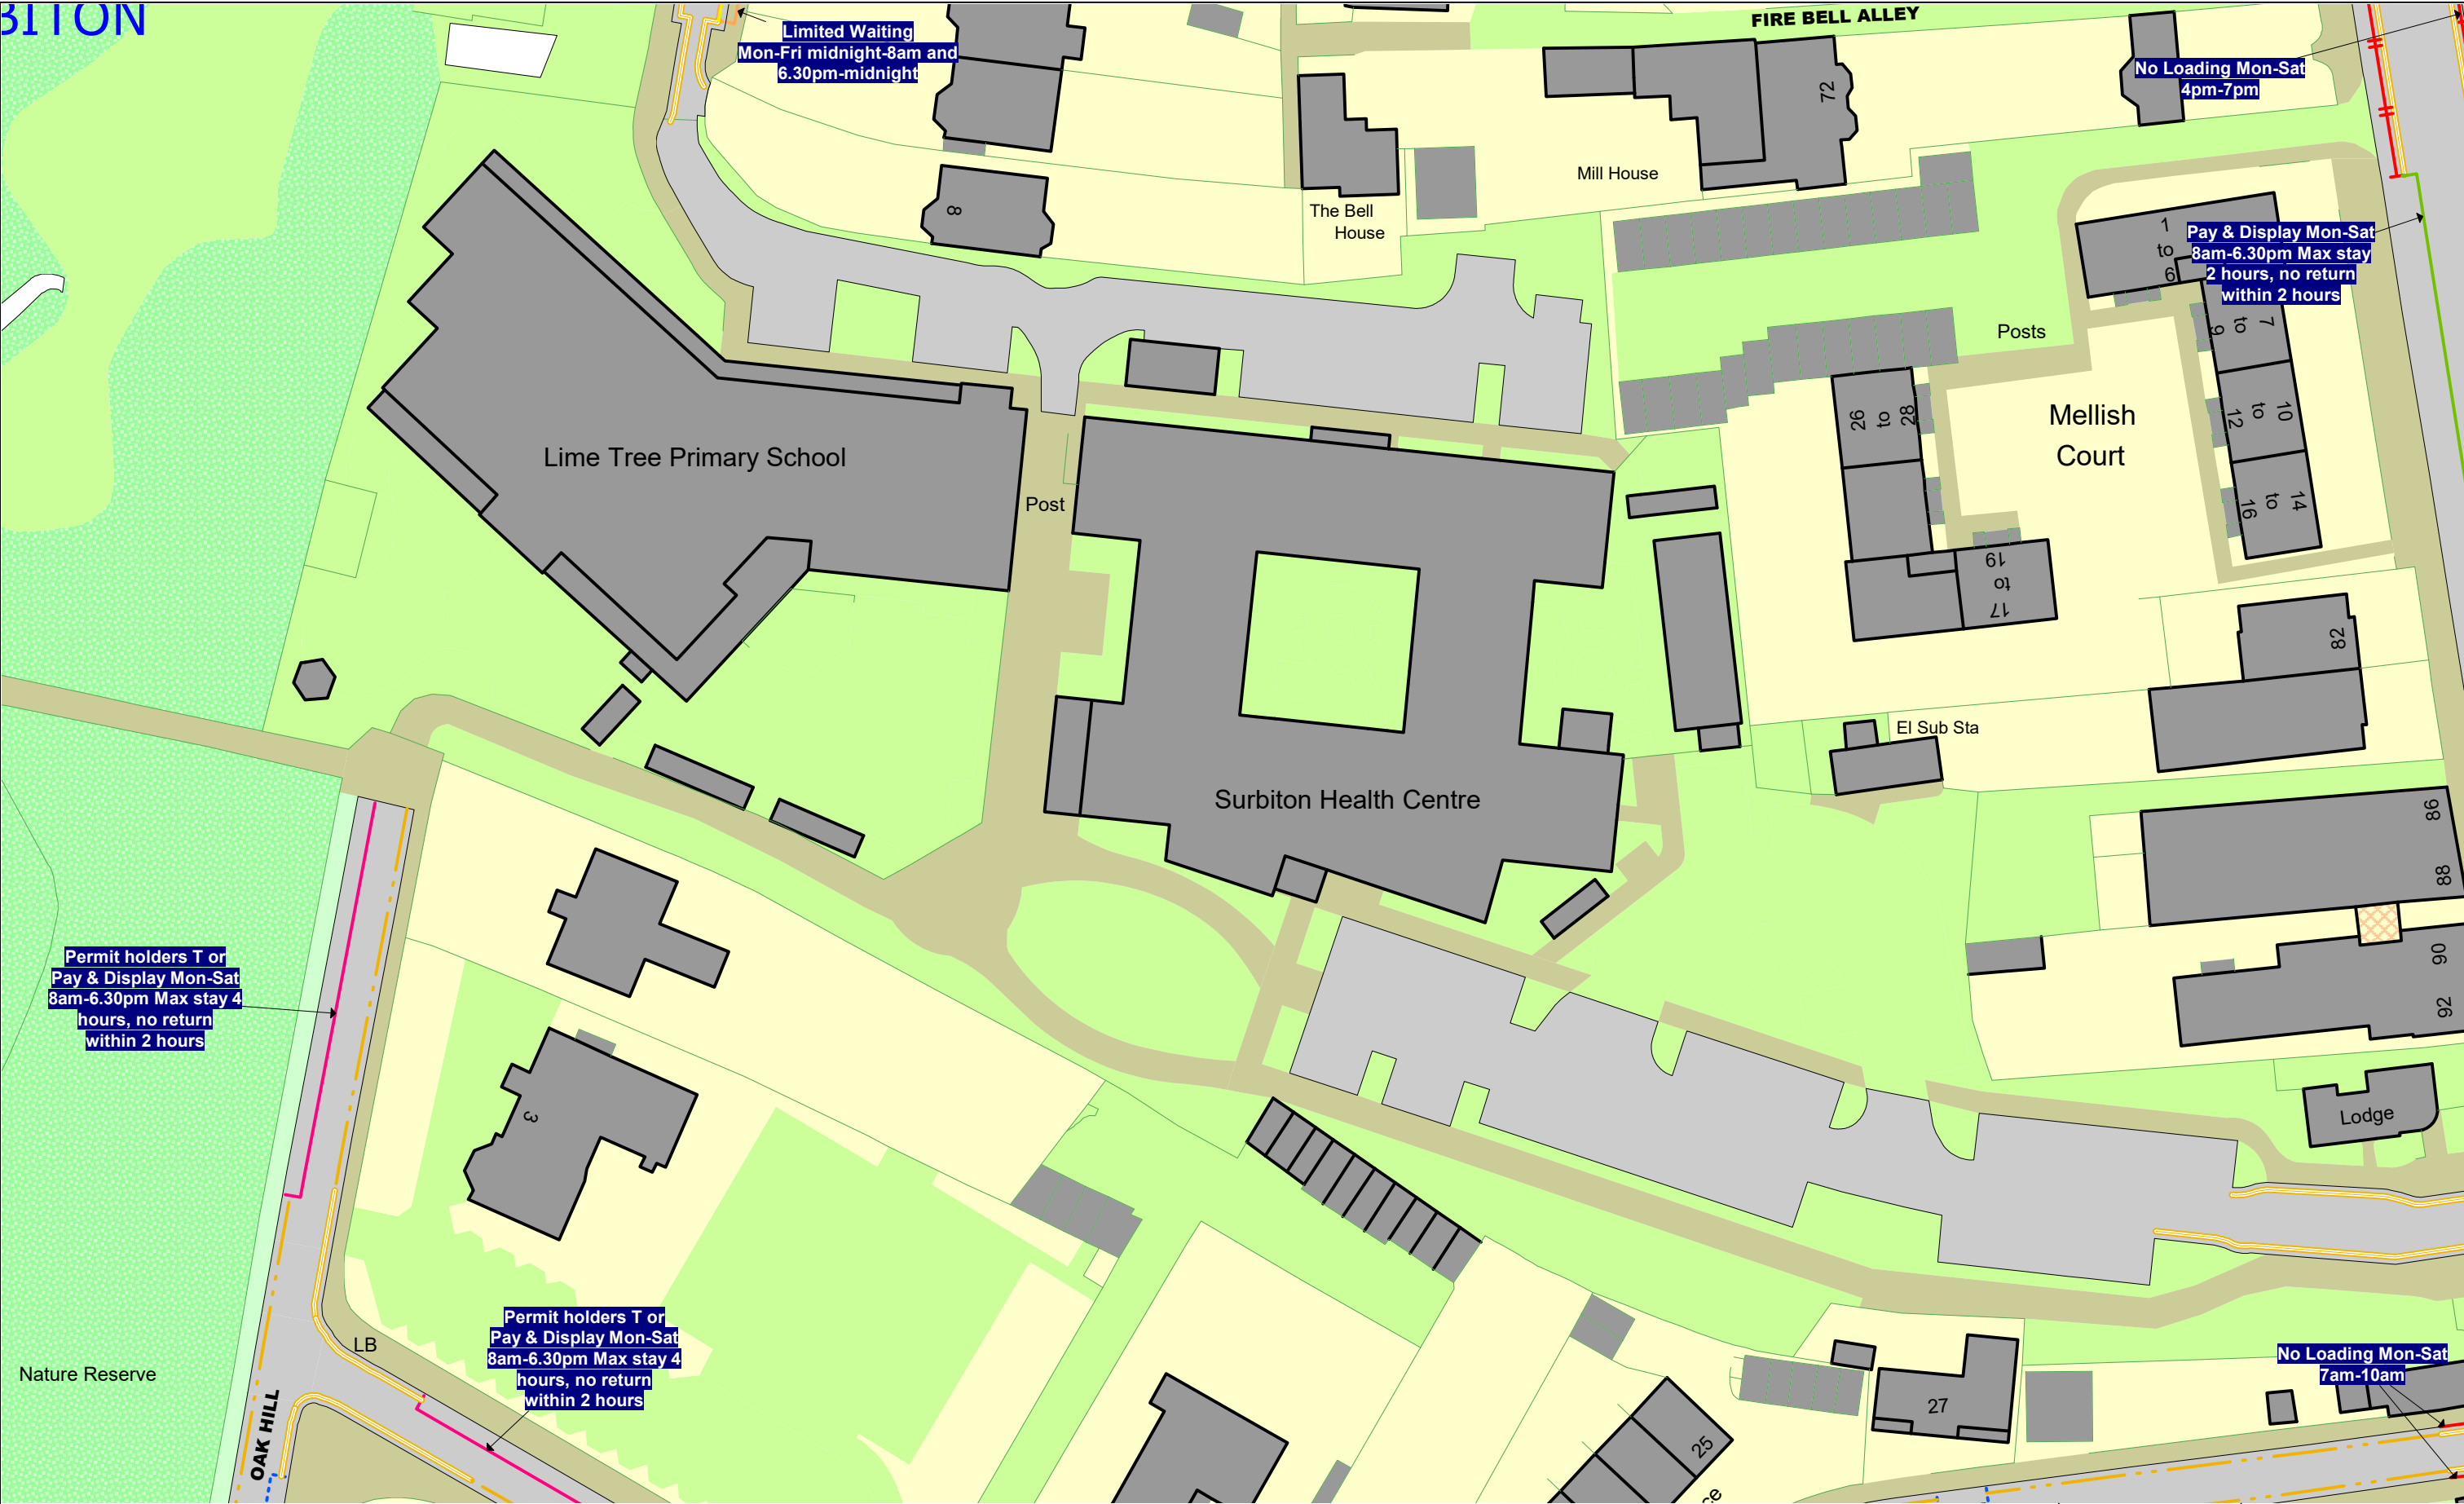 BITON
Limited Waiting
Mon-Fri midnight-8am and
6.30pm-midnight
FIRE BELL ALLEY
No Loading Mon-Sat
4pm-7pm
72
Mill House
The Bell
House
8
1
to
6
Pay & Display Mon-Sat
8am-6.30pm Max stay
2 hours, no return
within 2 hours
7
to
9
Posts
10
to
12
14
to
16
26
to
28
Mellish
Court
Lime Tree Primary School
Post
19
to
17
82
El Sub Sta
Surbiton Health Centre
86
88
90
92
Lodge
Permit holders T or
Pay & Display Mon-Sat
8am-6.30pm Max stay 4
hours, no return
within 2 hours
3
Permit holders T or
Pay & Display Mon-Sat
8am-6.30pm Max stay 4
hours, no return
within 2 hours
LB
Nature Reserve
OAK HILL
No Loading Mon-Sat
7am-10am
27
25